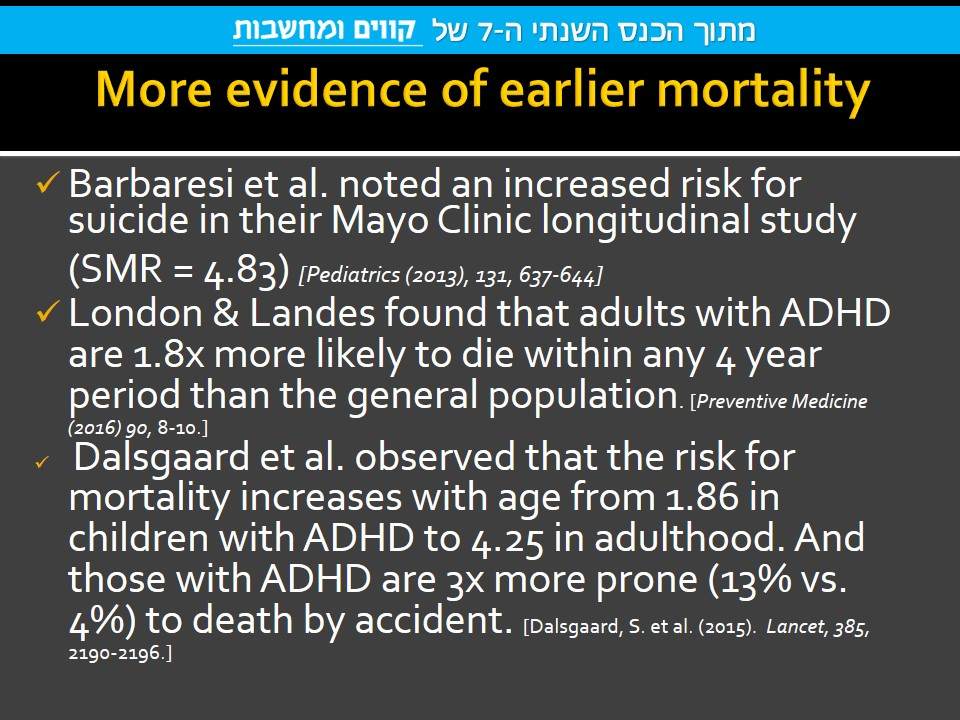 מתוך הכנס השנתי ה-7 של קווים ומחשבות
More evidence of earlier mortality
✓ Barbaresi et al. noted an increased risk for
suicide in their Mayo Clinic longitudinal study
(SMR = 4.83) [Pediatrics (2013), 131, 637-644]
✓ London & Landes found that adults with ADHD
are 1.8x more likely to die within any 4 year
period than the general population. [Preventive Medicine
(2016) 90, 8-10.]
✓ Dalsgaard et al. observed that the risk for
mortality increases with age from 1.86 in
children with ADHD to 4.25 in adulthood. And
those with ADHD are 3x more prone (13% vs.
4%) to death by accident. [Dalsgaard, S. et al. (2015). Lancet, 385,
2190-2196.]